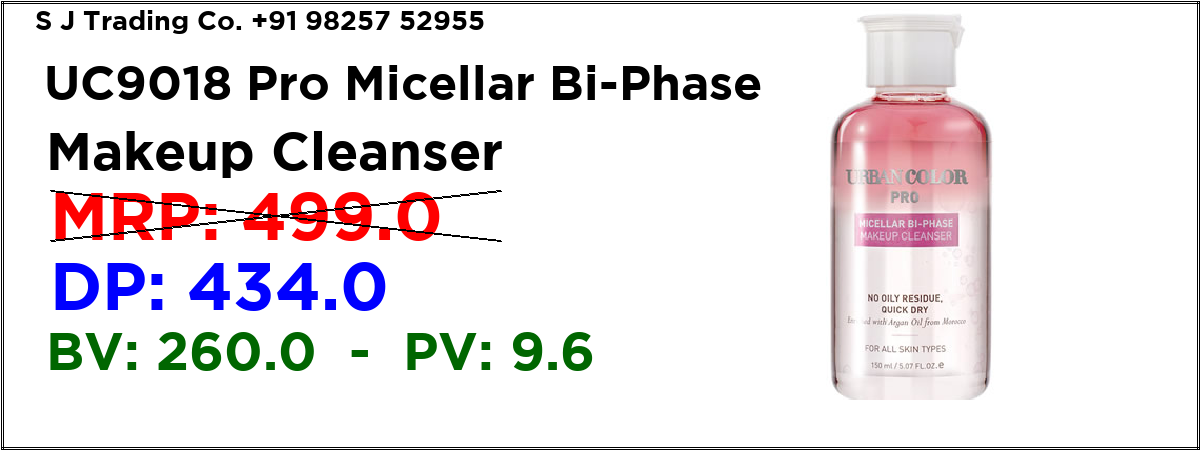 S J Trading Co. +91 98257 52955
UC9018 Pro Micellar Bi-Phase
Makeup Cleanser
MRP: 499.0
DP: 434.0
BV: 260.0 - PV: 9.6
URBAN COLOR
PRO
MICELLAR BI-PHASE
MAKEUP CLEANSER
NO OILY RESIDUE,
QUICK DRY
Enriched with Argan Oil from Morocco
FOR ALL SKIN TYPES
150 ml / 5.07 FL.OZ. e